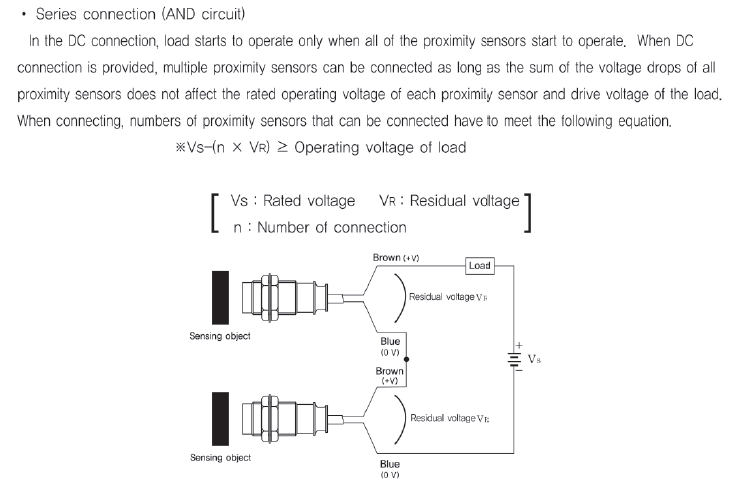 • Series connection (AND circuit)
In the DC connection, load starts to operate only when all of the proximity sensors start to operate. When DC
connection is provided, multiple proximity sensors can be connected as long as the sum of the voltage drops of all
proximity sensors does not affect the rated operating voltage of each proximity sensor and drive voltage of the load.
When connecting, numbers of proximity sensors that can be connected have to meet the following equation.
※Vs-(n × VR) ≥ Operating voltage of load
Vs : Rated voltage VR : Residual voltage
n : Number of connection
Brown (+V)
Load
Residual voltage VR
Sensing object
Blue
(0 V)
+
Vs
−
Brown
(+V)
Residual voltage VR
Sensing object
Blue
(0 V)